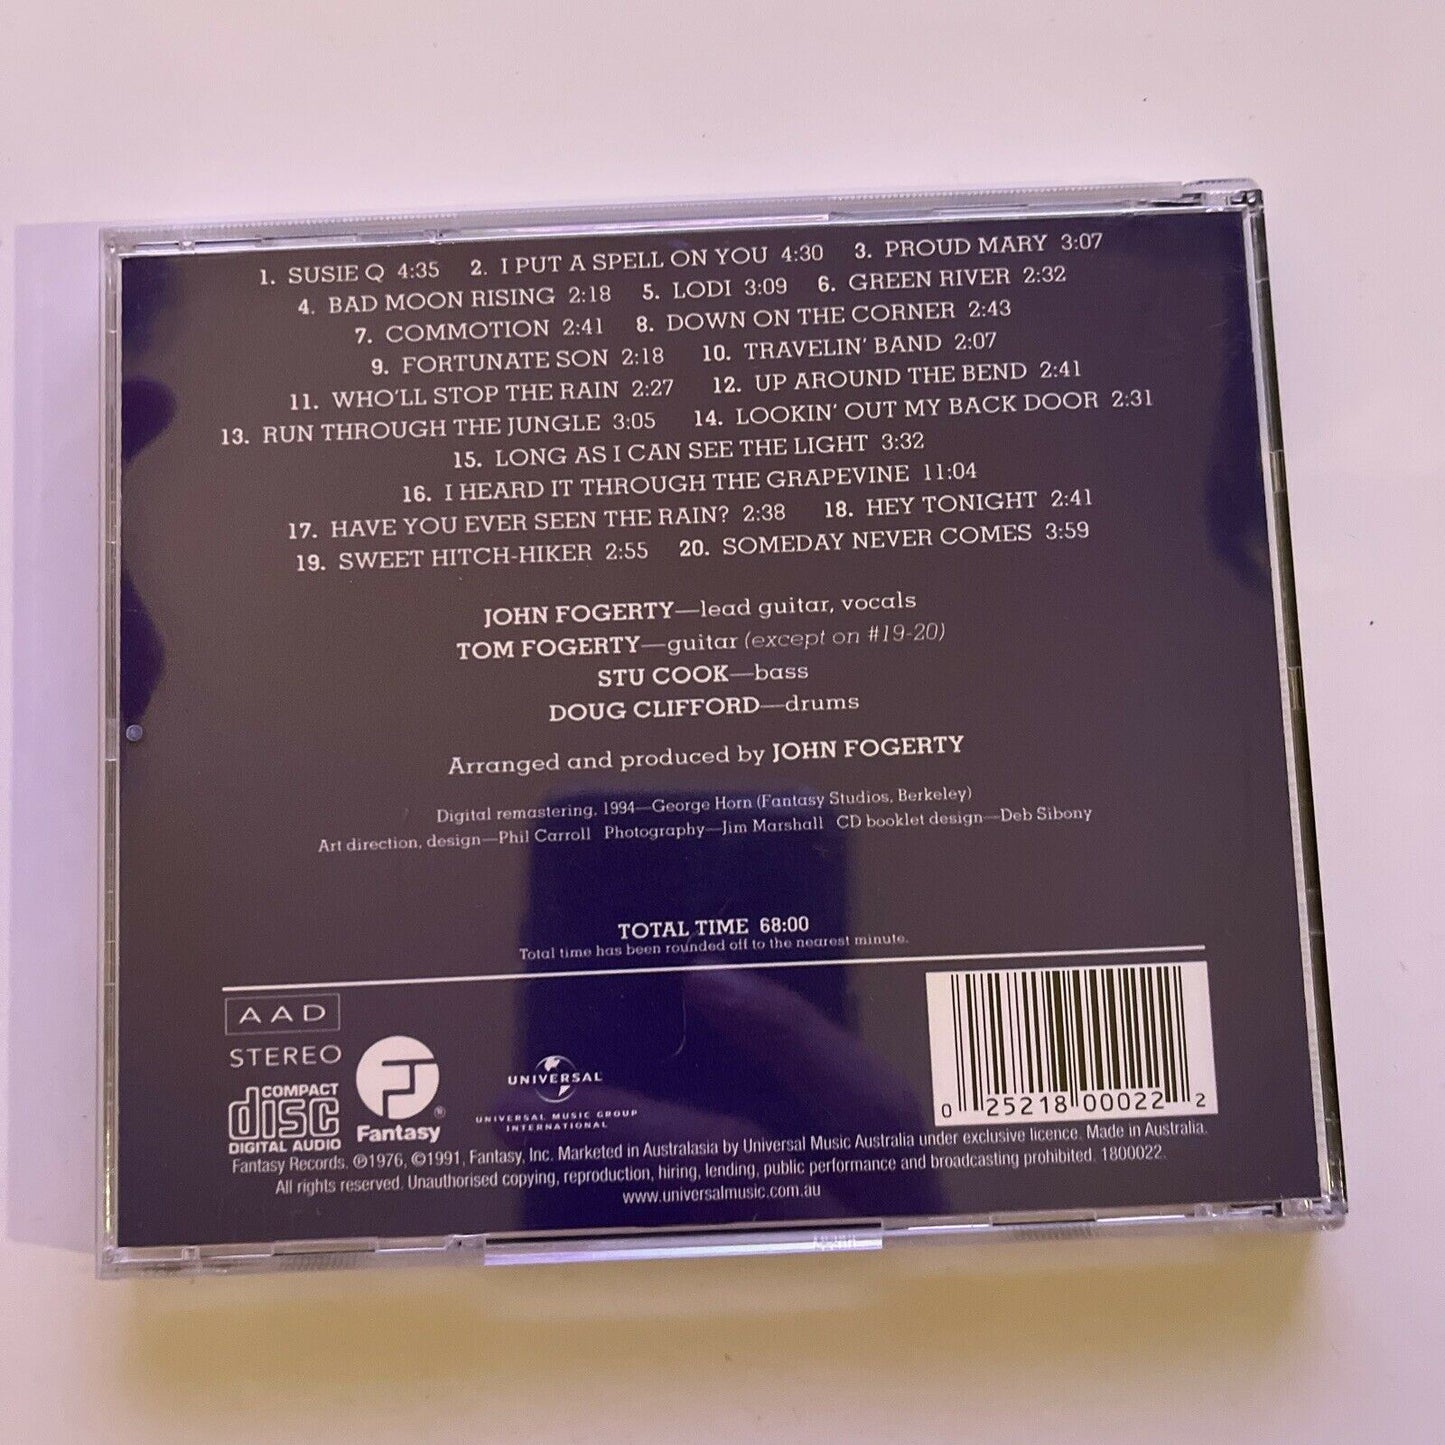 1. SUSIE Q 4:35 2. I PUT A SPELL ON YOU 4:30 3. PROUD MARY 3:07
4. BAD MOON RISING 2:18 5. LODI 3:09 6. GREEN RIVER 2:32
7. COMMOTION 2:41 8. DOWN ON THE CORNER 2:43
9. FORTUNATE SON 2:18 10. TRAVELIN' BAND 2:07
11. WHO'LL STOP THE RAIN 2:27 12. UP AROUND THE BEND 2:41
13. RUN THROUGH THE JUNGLE 3:05 14. LOOKIN' OUT MY BACK DOOR 2:31
15. LONG AS I CAN SEE THE LIGHT 3:32
16. I HEARD IT THROUGH THE GRAPEVINE 11:04
17. HAVE YOU EVER SEEN THE RAIN? 2:38 18. HEY TONIGHT 2:41
19. SWEET HITCH-HIKER 2:55 20. SOMEDAY NEVER COMES 3:59
JOHN FOGERTY—lead guitar, vocals
TOM FOGERTY—guitar (except on #19-20)
STU COOK—bass
DOUG CLIFFORD—drums
Arranged and produced by JOHN FOGERTY
Digital remastering, 1994—George Horn (Fantasy Studios, Berkeley)
Art direction, design—Phil Carroll Photography—Jim Marshall CD booklet design—Deb Sibony
TOTAL TIME 68:00
Total time has been rounded off to the nearest minute.
AAD
STEREO
COMPACT
disc
DIGITAL AUDIO
Fantasy®
UNIVERSAL
UNIVERSAL MUSIC GROUP
INTERNATIONAL
0 25218 00022 2
Fantasy Records. ℗1976, ©1991, Fantasy, Inc. Marketed in Australasia by Universal Music Australia under exclusive licence. Made in Australia.
All rights reserved. Unauthorised copying, reproduction, hiring, lending, public performance and broadcasting prohibited. 1800022.
www.universalmusic.com.au